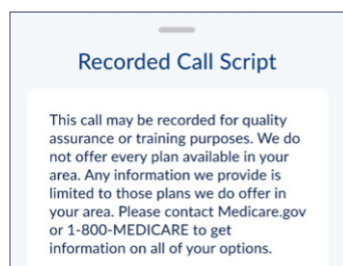 Recorded Call Script
This call may be recorded for quality
assurance or training purposes. We do
not offer every plan available in your
area. Any information we provide is
limited to those plans we do offer in
your area. Please contact Medicare.gov
or 1-800-MEDICARE to get
information on all of your options.